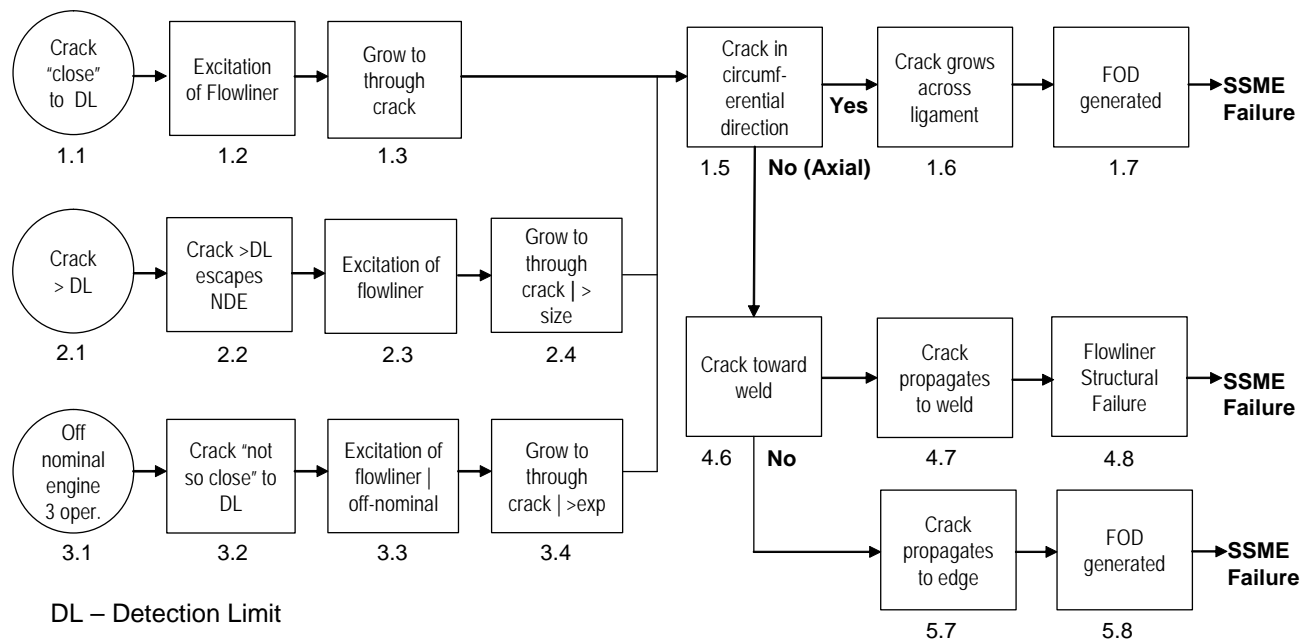 Crack
“close”
to DL
1.1
Excitation
of Flowliner
1.2
Grow to
through
crack
1.3
Crack in
circumf-
erential
direction
1.5
Yes
No (Axial)
Crack grows
across
ligament
1.6
FOD
generated
1.7
SSME
Failure
Crack
> DL
2.1
Crack >DL
escapes
NDE
2.2
Excitation of
flowliner
2.3
Grow to
through
crack | >
size
2.4
Crack toward
weld
4.6
No
Crack
propagates
to weld
4.7
Flowliner
Structural
Failure
4.8
SSME
Failure
Off
nominal
engine
3 oper.
3.1
Crack “not
so close” to
DL
3.2
Excitation of
flowliner |
off-nominal
3.3
Grow to
through
crack | >exp
3.4
Crack
propagates
to edge
5.7
FOD
generated
5.8
SSME
Failure
DL – Detection Limit